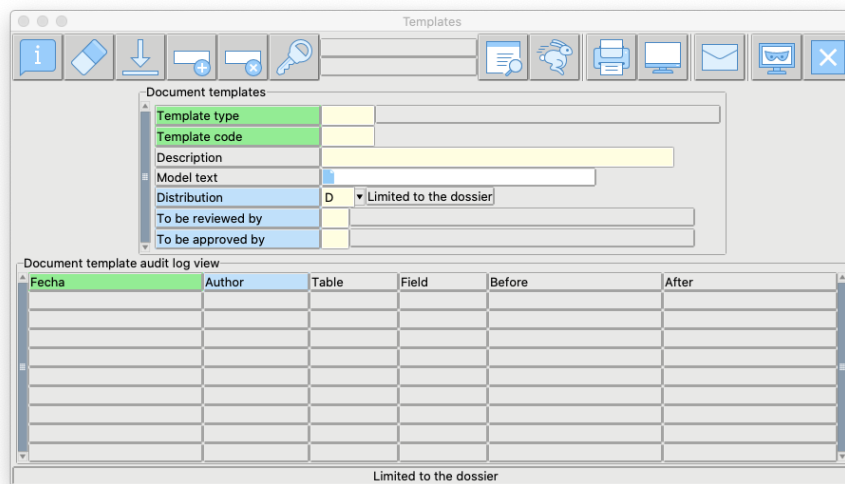 Templates
Document templates
Template type
Template code
Description
Model text
Distribution D Limited to the dossier
To be reviewed by
To be approved by
Document template audit log view
Fecha Author Table Field Before After
Limited to the dossier